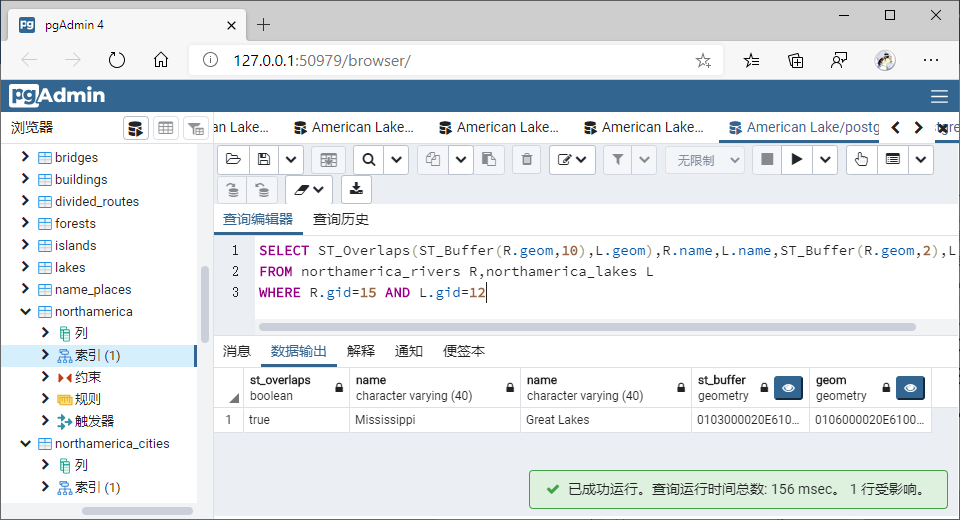 pgAdmin 4
127.0.0.1:50979/browser/
pgAdmin
浏览器
an Lake...
American Lake...
American Lake...
American Lake...
American Lake/postg
bridges
buildings
divided_routes
forests
islands
lakes
name_places
northamerica
列
索引 (1)
约束
规则
触发器
northamerica_cities
列
索引 (1)
无限制
查询编辑器 查询历史
1 SELECT ST_Overlaps(ST_Buffer(R.geom,10),L.geom),R.name,L.name,ST_Buffer(R.geom,2),L
2 FROM northamerica_rivers R,northamerica_lakes L
3 WHERE R.gid=15 AND L.gid=12
消息 数据输出 解释 通知 便签本
st_overlaps name name st_buffer geom
boolean character varying (40) character varying (40) geometry geometry
1 true Mississippi Great Lakes 0103000020E610... 0106000020E6100...
已成功运行。查询运行时间总数: 156 msec。 1 行受影响。